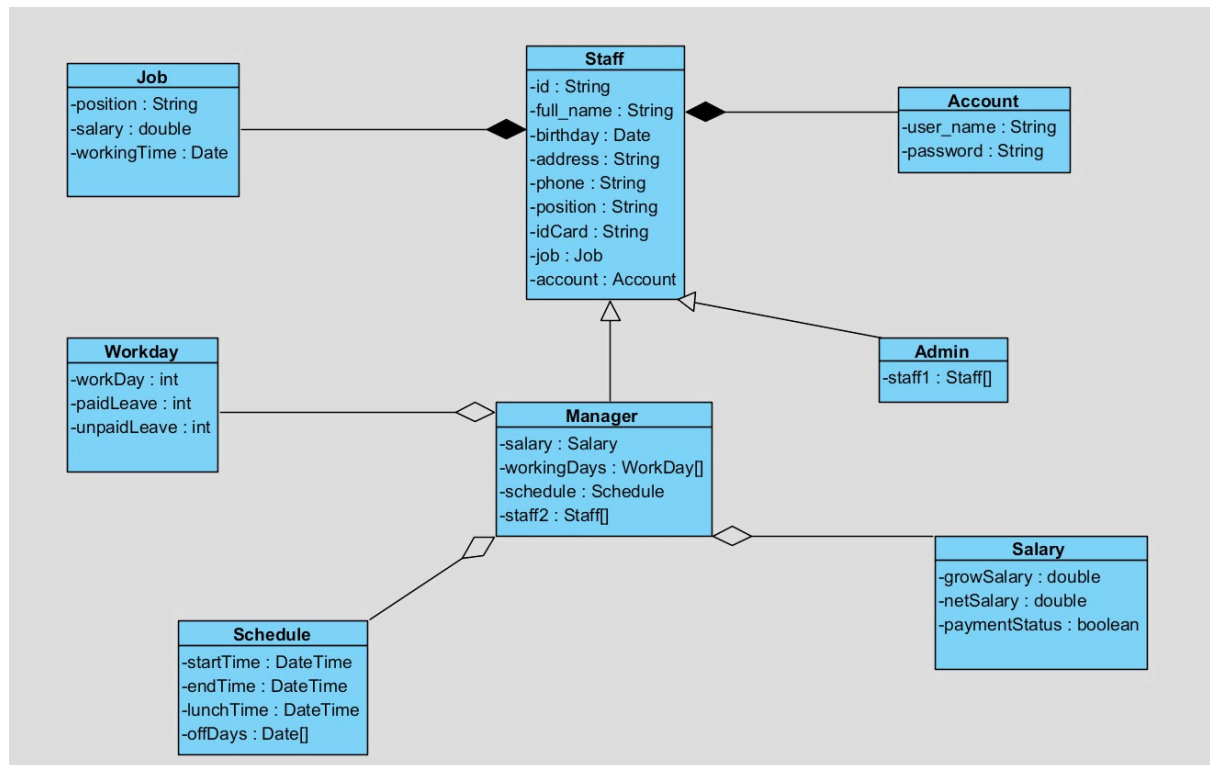 Job
-position : String
-salary : double
-workingTime : Date
Staff
-id : String
-full_name : String
-birthday : Date
-address : String
-phone : String
-position : String
-idCard : String
-job : Job
-account : Account
Account
-user_name : String
-password : String
Workday
-workDay : int
-paidLeave : int
-unpaidLeave : int
Manager
-salary : Salary
-workingDays : WorkDay[]
-schedule : Schedule
-staff2 : Staff[]
Admin
-staff1 : Staff[]
Schedule
-startTime : DateTime
-endTime : DateTime
-lunchTime : DateTime
-offDays : Date[]
Salary
-growSalary : double
-netSalary : double
-paymentStatus : boolean